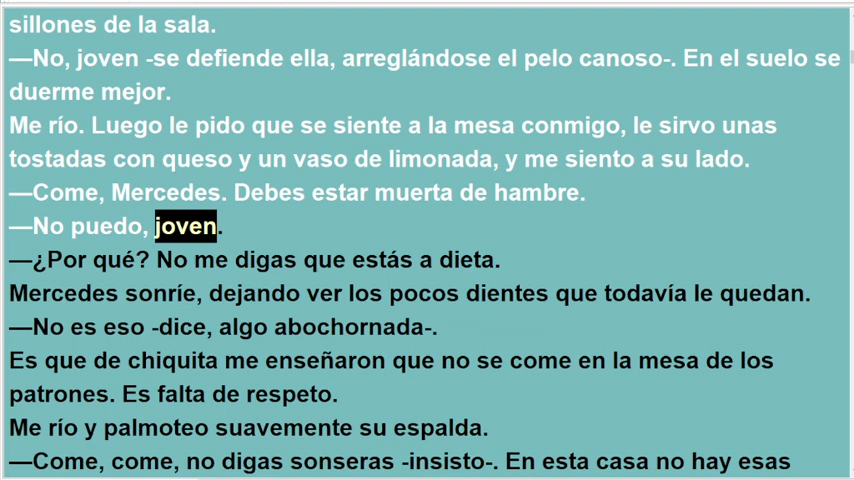 sillones de la sala.
—No, joven -se defiende ella, arreglándose el pelo canoso-. En el suelo se
duerme mejor.
Me río. Luego le pido que se siente a la mesa conmigo, le sirvo unas
tostadas con queso y un vaso de limonada, y me siento a su lado.
—Come, Mercedes. Debes estar muerta de hambre.
—No puedo, joven.
—¿Por qué? No me digas que estás a dieta.
Mercedes sonríe, dejando ver los pocos dientes que todavía le quedan.
—No es eso -dice, algo abochornada-.
Es que de chiquita me enseñaron que no se come en la mesa de los
patrones. Es falta de respeto.
Me río y palmoteo suavemente su espalda.
—Come, come, no digas sonseras -insisto-. En esta casa no hay esas